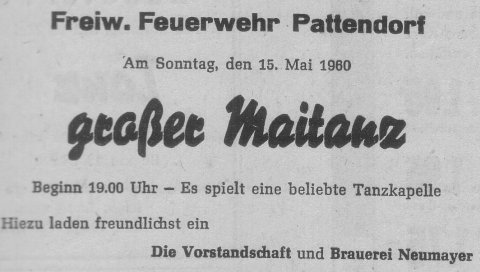 Freiw. Feuerwehr Pattendorf
Am Sonntag, den 15. Mai 1960
großer Maitanz
Beginn 19.00 Uhr – Es spielt eine beliebte Tanzkapelle
Hiezu laden freundlichst ein
Die Vorstandschaft und Brauerei Neumayer